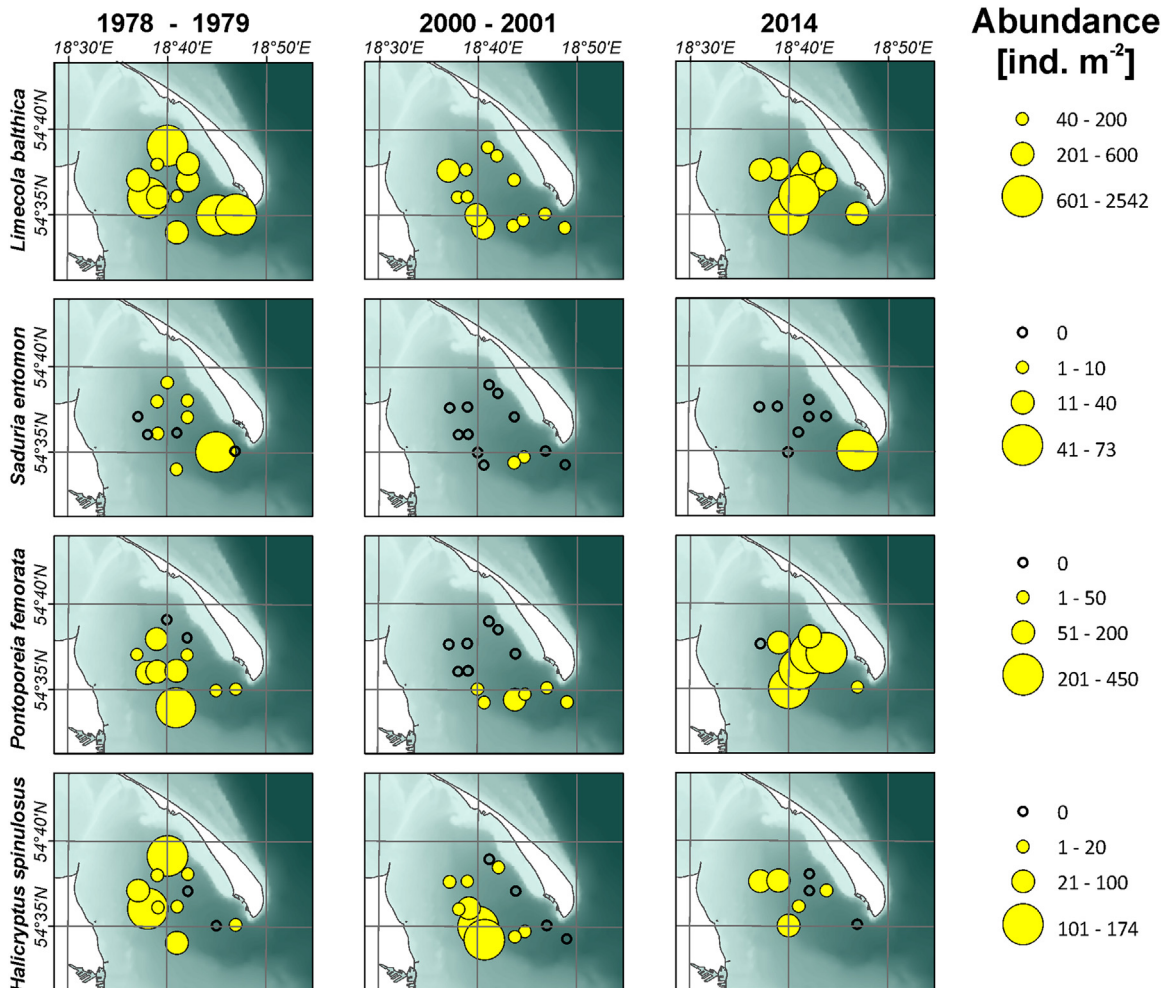 1978 - 1979
2000 - 2001
2014
Abundance
[ind. m-2]
18°30'E 18°40'E 18°50'E
18°30'E 18°40'E 18°50'E
18°30'E 18°40'E 18°50'E
Limecola balthica
54°40'N
54°35'N
40 - 200
201 - 600
601 - 2542
Saduria entomon
54°40'N
54°35'N
0
1 - 10
11 - 40
41 - 73
Pontoporeia femorata
54°40'N
54°35'N
0
1 - 50
51 - 200
201 - 450
Halicryptus spinulosus
54°40'N
54°35'N
0
1 - 20
21 - 100
101 - 174